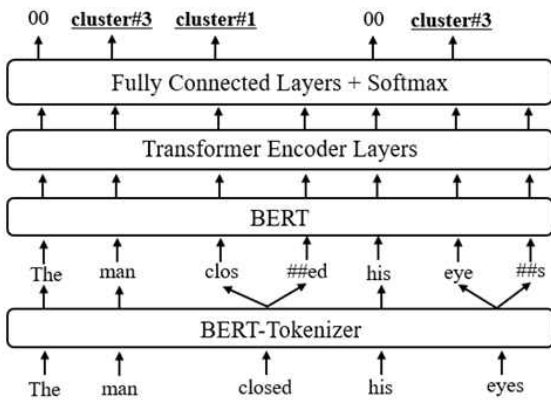 00 cluster#3 cluster#1 00 cluster#3
Fully Connected Layers + Softmax
Transformer Encoder Layers
BERT
The man clos ##ed his eye ##s
BERT-Tokenizer
The man closed his eyes